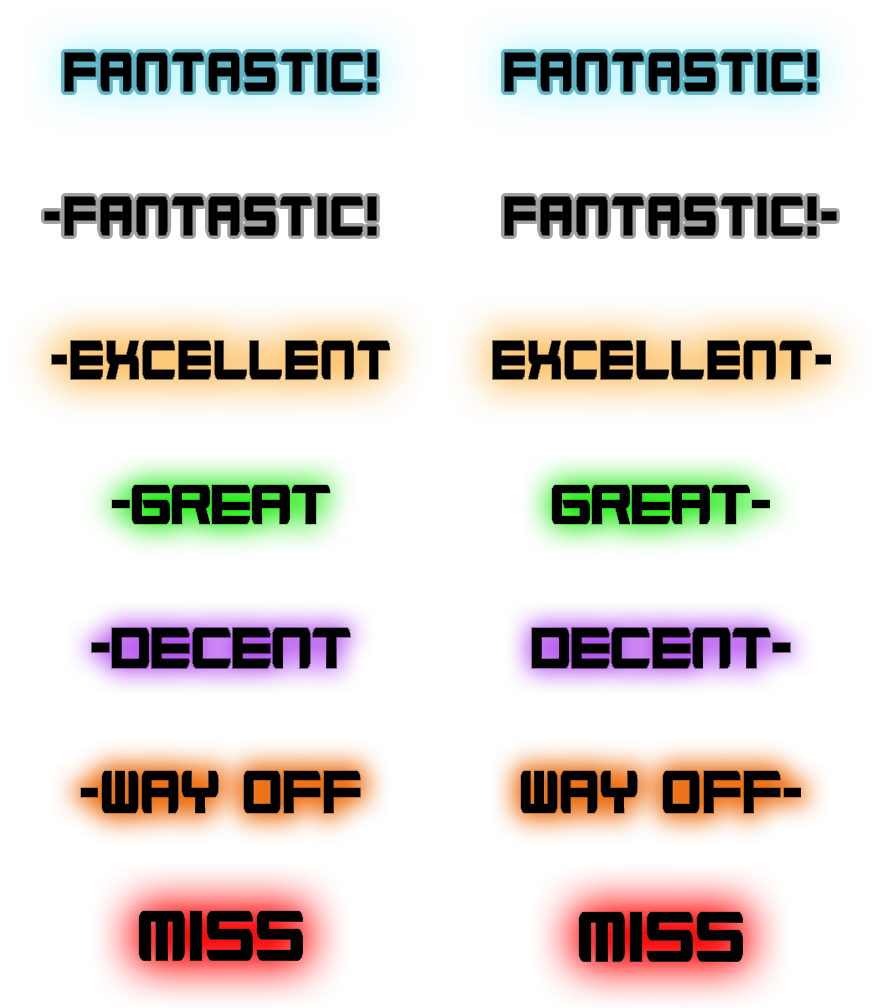 FANTASTIC! FANTASTIC!
-FANTASTIC! FANTASTIC!-
-EXCELLENT EXCELLENT-
-GREAT GREAT-
-DECENT DECENT-
-WAY OFF WAY OFF-
MISS MISS